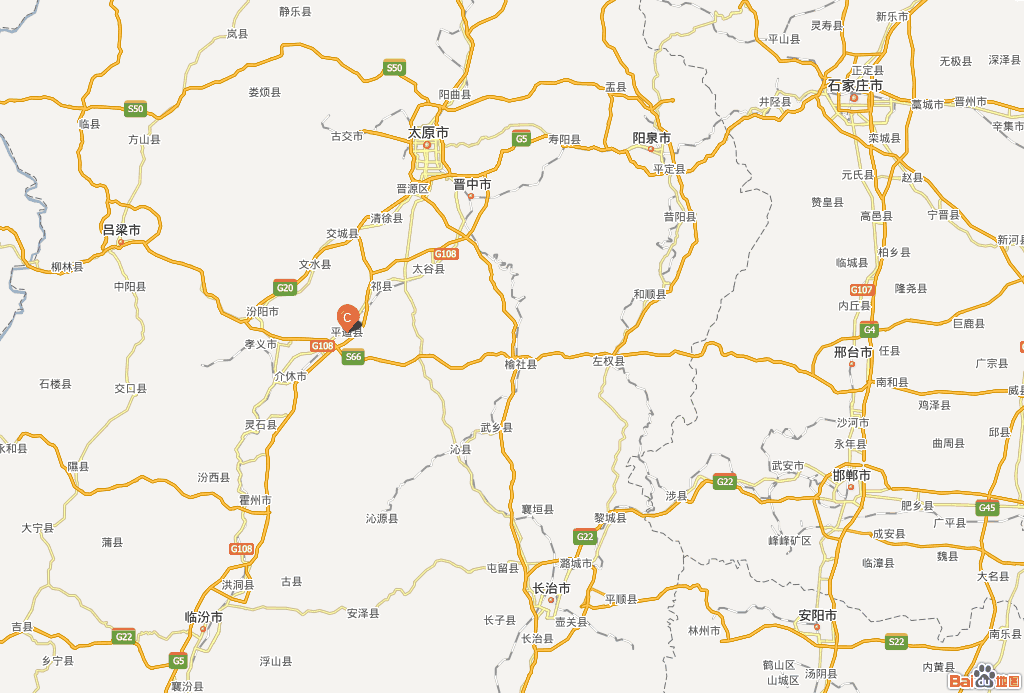 静乐县
新乐市
灵寿县
岚县
平山县
无极县
深泽县
S50
正定县
石家庄市
阳曲县
盂县
娄烦县
井陉县
藁城市
晋州市
S50
临县
太原市
辛集市
古交市
方山县
G5
寿阳县
阳泉市
栾城县
平定县
元氏县
赵县
晋源区
晋中市
赞皇县
高邑县
宁晋县
清徐县
昔阳县
吕梁市
交城县
新河县
柏乡县
G108
临城县
柳林县
文水县
太谷县
中阳县
G20
祁县
和顺县
G107
隆尧县
内丘县
汾阳市
C
平遥县
巨鹿县
G4
孝义市
G108
S66
邢台市
任县
榆社县
左权县
广宗县
介休市
南和县
石楼县
交口县
威县
鸡泽县
灵石县
武乡县
沙河市
邱县
永和县
沁县
永年县
曲周县
隰县
武安市
汾西县
邯郸市
G22
涉县
霍州市
肥乡县
G45
襄垣县
沁源县
黎城县
广平县
大宁县
成安县
蒲县
G22
峰峰矿区
G108
魏县
潞城市
临漳县
屯留县
大名县
洪洞县
古县
长治市
平顺县
安泽县
临汾市
安阳市
长子县
壶关县
吉县
林州市
G22
长治县
南乐县
S22
乡宁县
G5
浮山县
鹤山区
内黄县
山城区
汤阴县
襄汾县
Bai du 地图